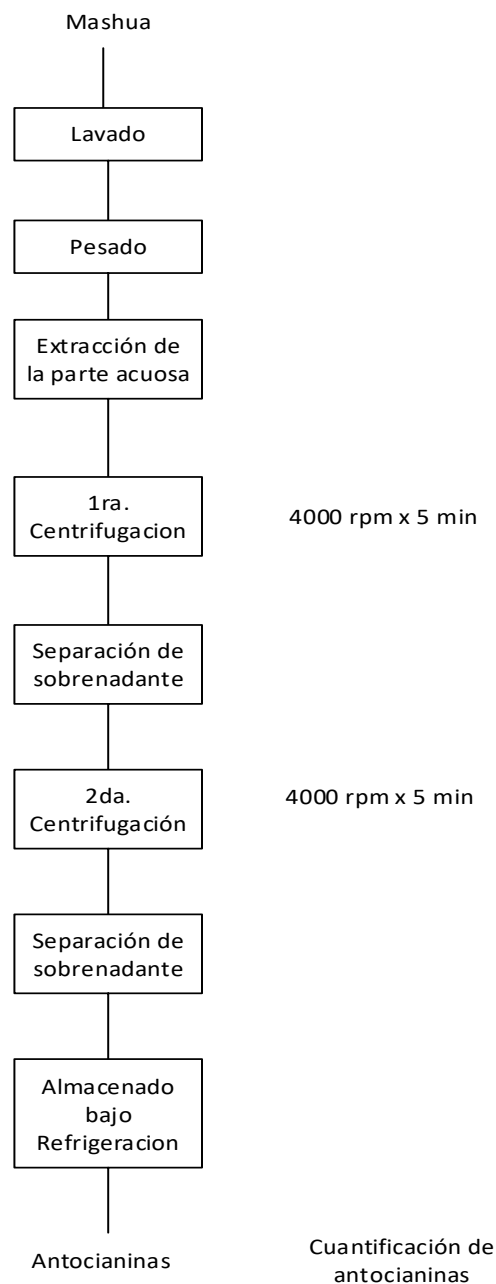 Mashua
Lavado
Pesado
Extracción de
la parte acuosa
1ra.
Centrifugacion
4000 rpm x 5 min
Separación de
sobrenadante
2da.
Centrifugación
4000 rpm x 5 min
Separación de
sobrenadante
Almacenado
bajo
Refrigeracion
Antocianinas
Cuantificación de
antocianinas